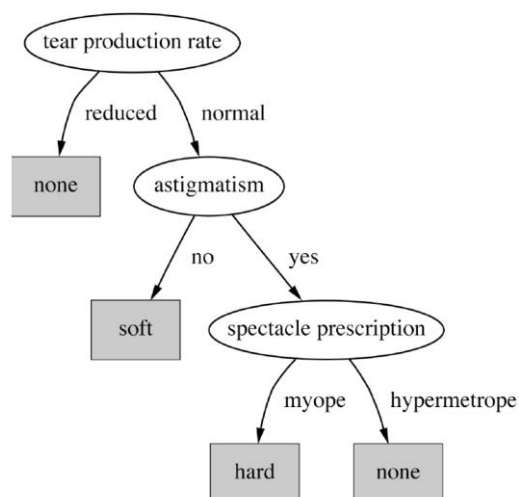 tear production rate
reduced
normal
none
astigmatism
no
yes
soft
spectacle prescription
myope
hypermetrope
hard
none